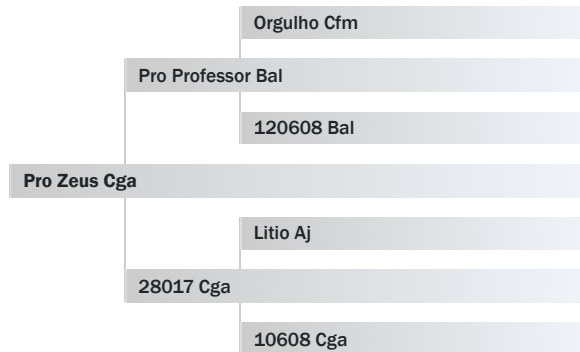 Orgulho Cfm
Pro Professor Bal
120608 Bal
Pro Zeus Cga
Litio Aj
28017 Cga
10608 Cga